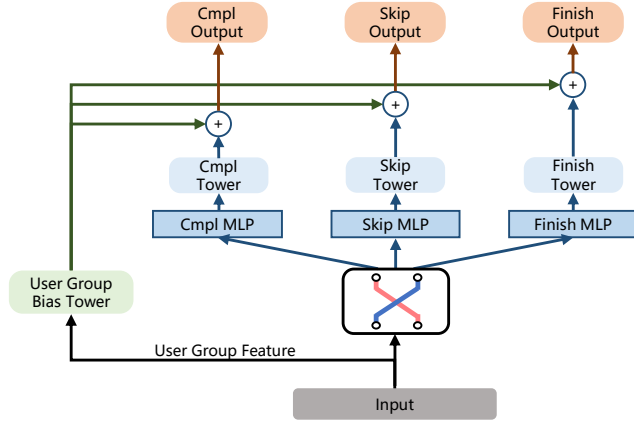 Cmpl
Output
Skip
Output
Finish
Output
+
+
+
Cmpl
Tower
Skip
Tower
Finish
Tower
Cmpl MLP
Skip MLP
Finish MLP
User Group
Bias Tower
User Group Feature
Input